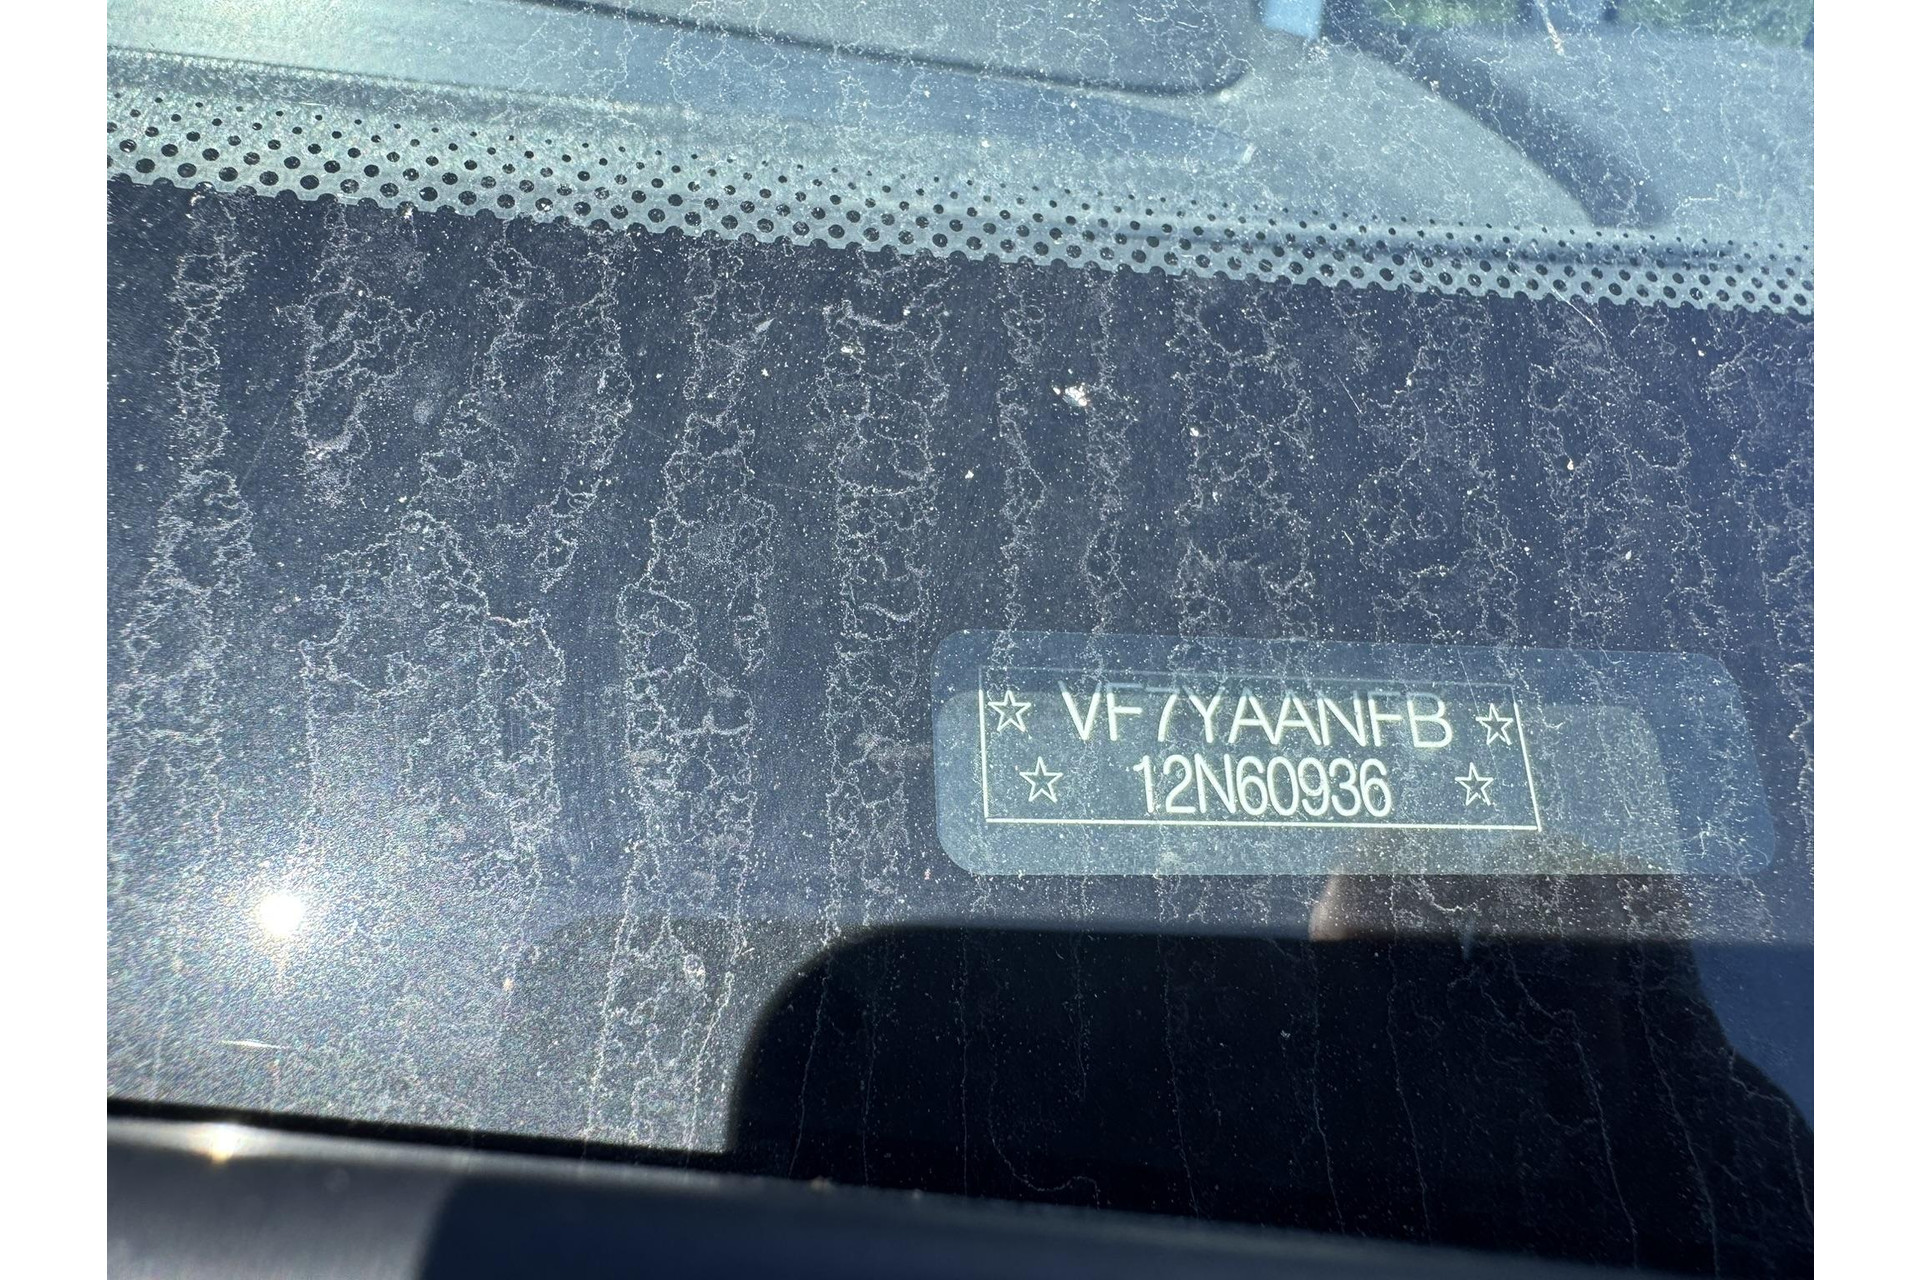 ☆ VF7YAANFB ☆
☆ 12N60936 ☆